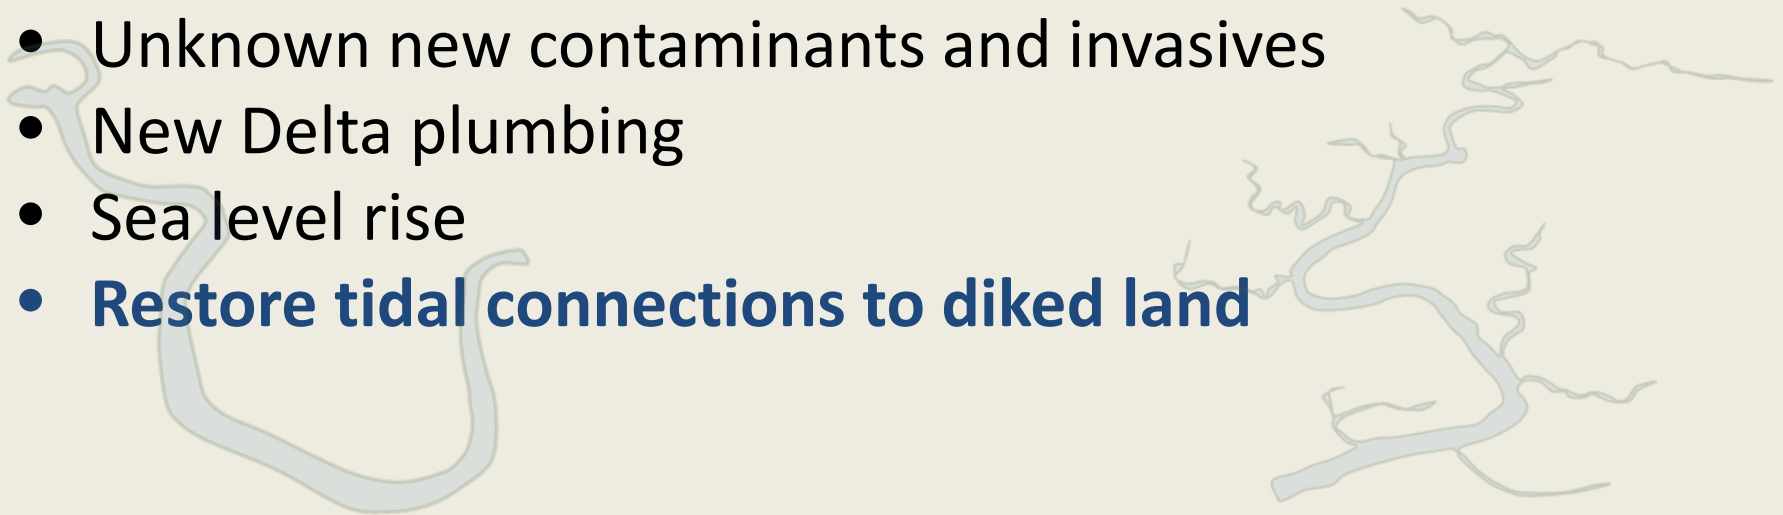 • Unknown new contaminants and invasives
• New Delta plumbing
• Sea level rise
• Restore tidal connections to diked land